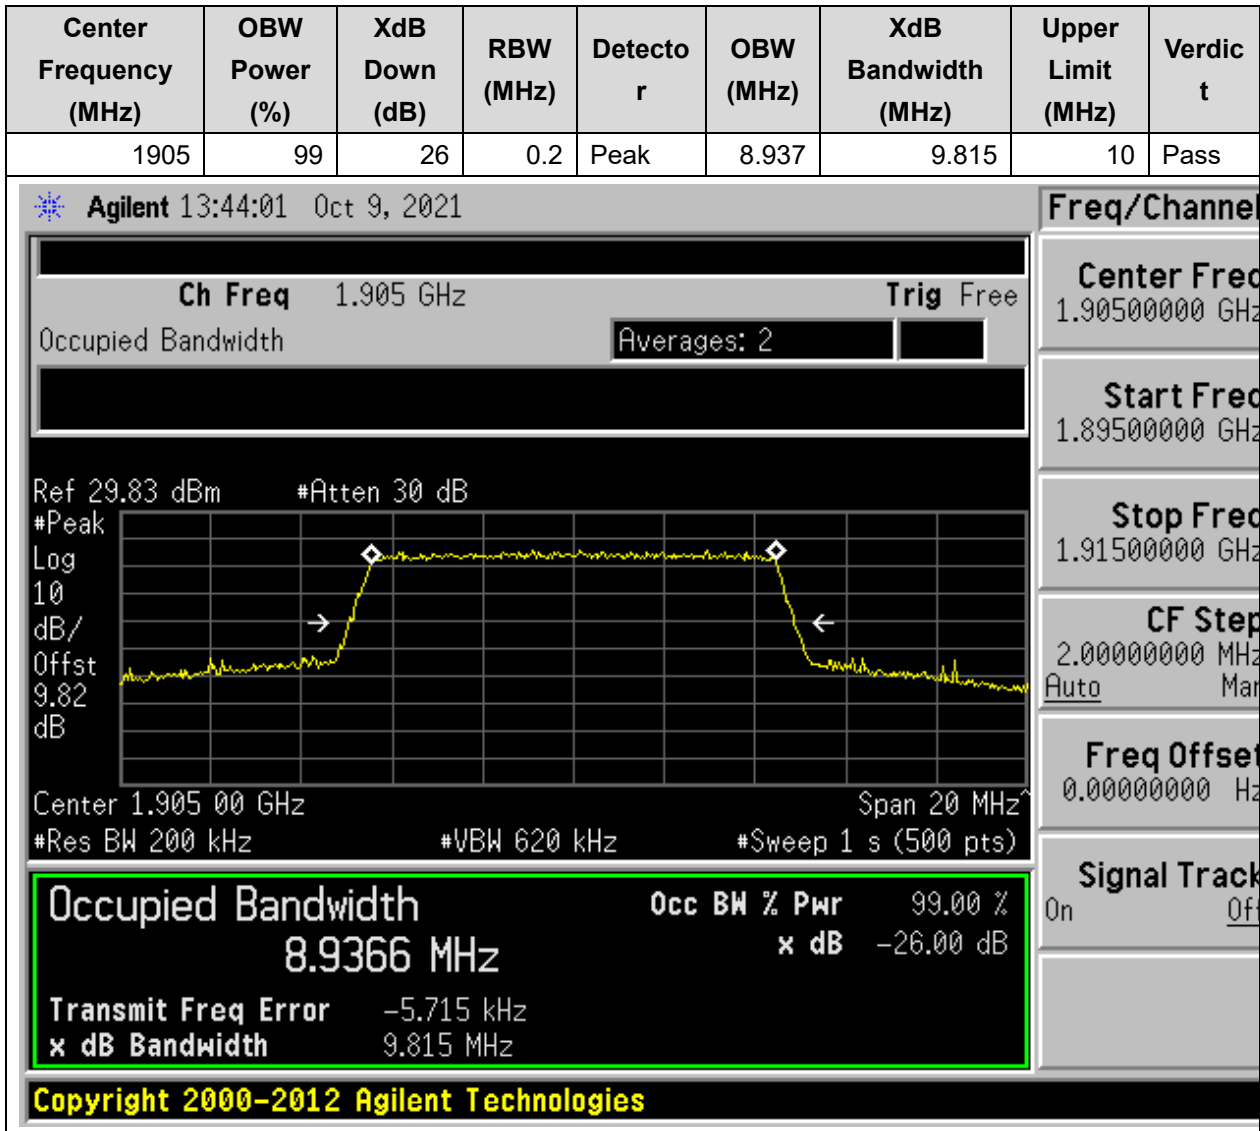 Center Frequency (MHz) OBW Power (%) XdB Down (dB) RBW (MHz) Detecto r OBW (MHz) XdB Bandwidth (MHz) Upper Limit (MHz) Verdic t
1905 99 26 0.2 Peak 8.937 9.815 10 Pass
Agilent 13:44:01 Oct 9, 2021
Freq/Channel
Ch Freq 1.905 GHz Trig Free
Occupied Bandwidth Averages: 2
Ref 29.83 dBm #Atten 30 dB
#Peak
Log
10
dB/
Offst
9.82
dB
Center 1.905 00 GHz Span 20 MHz^
#Res BW 200 kHz #VBW 620 kHz #Sweep 1 s (500 pts)
Occupied Bandwidth
8.9366 MHz
Occ BW % Pwr 99.00 %
x dB -26.00 dB
Transmit Freq Error -5.715 kHz
x dB Bandwidth 9.815 MHz
Center Freq
1.90500000 GHz
Start Freq
1.89500000 GHz
Stop Freq
1.91500000 GHz
CF Step
2.00000000 MHz
Auto Man
Freq Offset
0.00000000 Hz
Signal Track
On Off
Copyright 2000-2012 Agilent Technologies